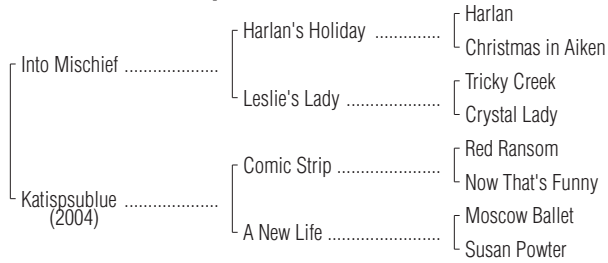 Harlan
Harlan's Holiday ..............
Christmas in Aiken
Into Mischief ....................
Tricky Creek
Leslie's Lady ....................
Crystal Lady
Red Ransom
Comic Strip ......................
Now That's Funny
Katispsublue ....................
(2004)
Moscow Ballet
A New Life ........................
Susan Powter